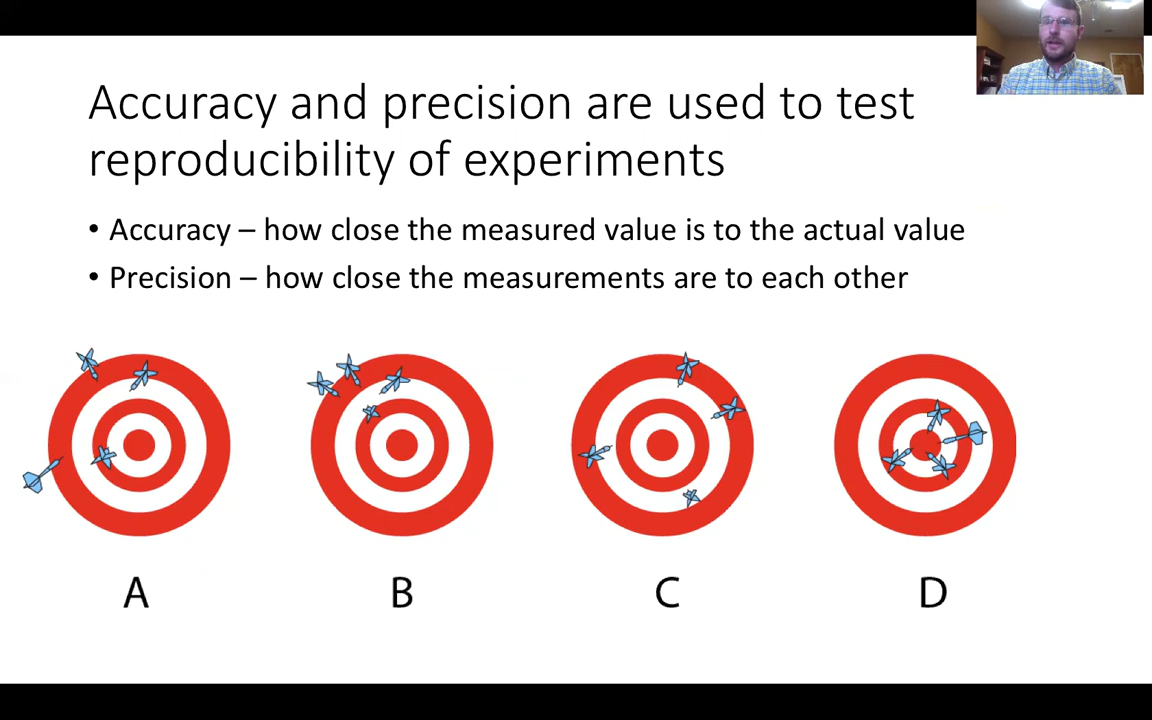 Accuracy and precision are used to test
reproducibility of experiments
• Accuracy – how close the measured value is to the actual value
• Precision – how close the measurements are to each other
A B C D